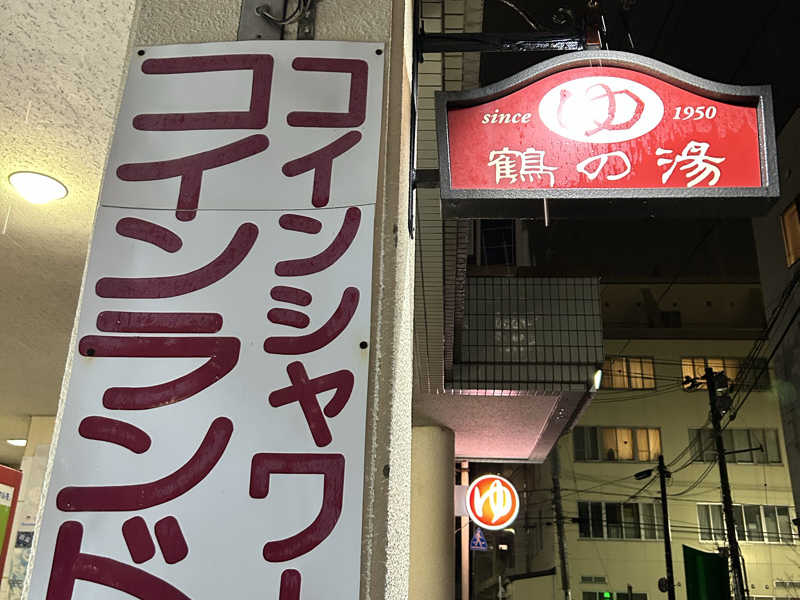 コインランド
コインシャワー
since ゆ 1950
鶴の湯
ゆ